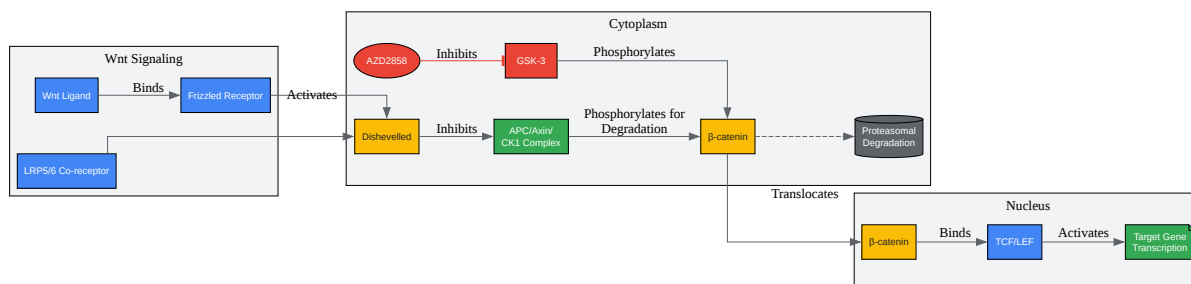 Wnt Signaling
Wnt Ligand
Binds
Frizzled Receptor
LRP5/6 Co-receptor
Activates
Cytoplasm
AZD2858
Inhibits
GSK-3
Phosphorylates
Dishevelled
Inhibits
APC/Axin/
CK1 Complex
Phosphorylates for
Degradation
β-catenin
Proteasomal
Degradation
Translocates
Nucleus
β-catenin
Binds
TCF/LEF
Activates
Target Gene
Transcription